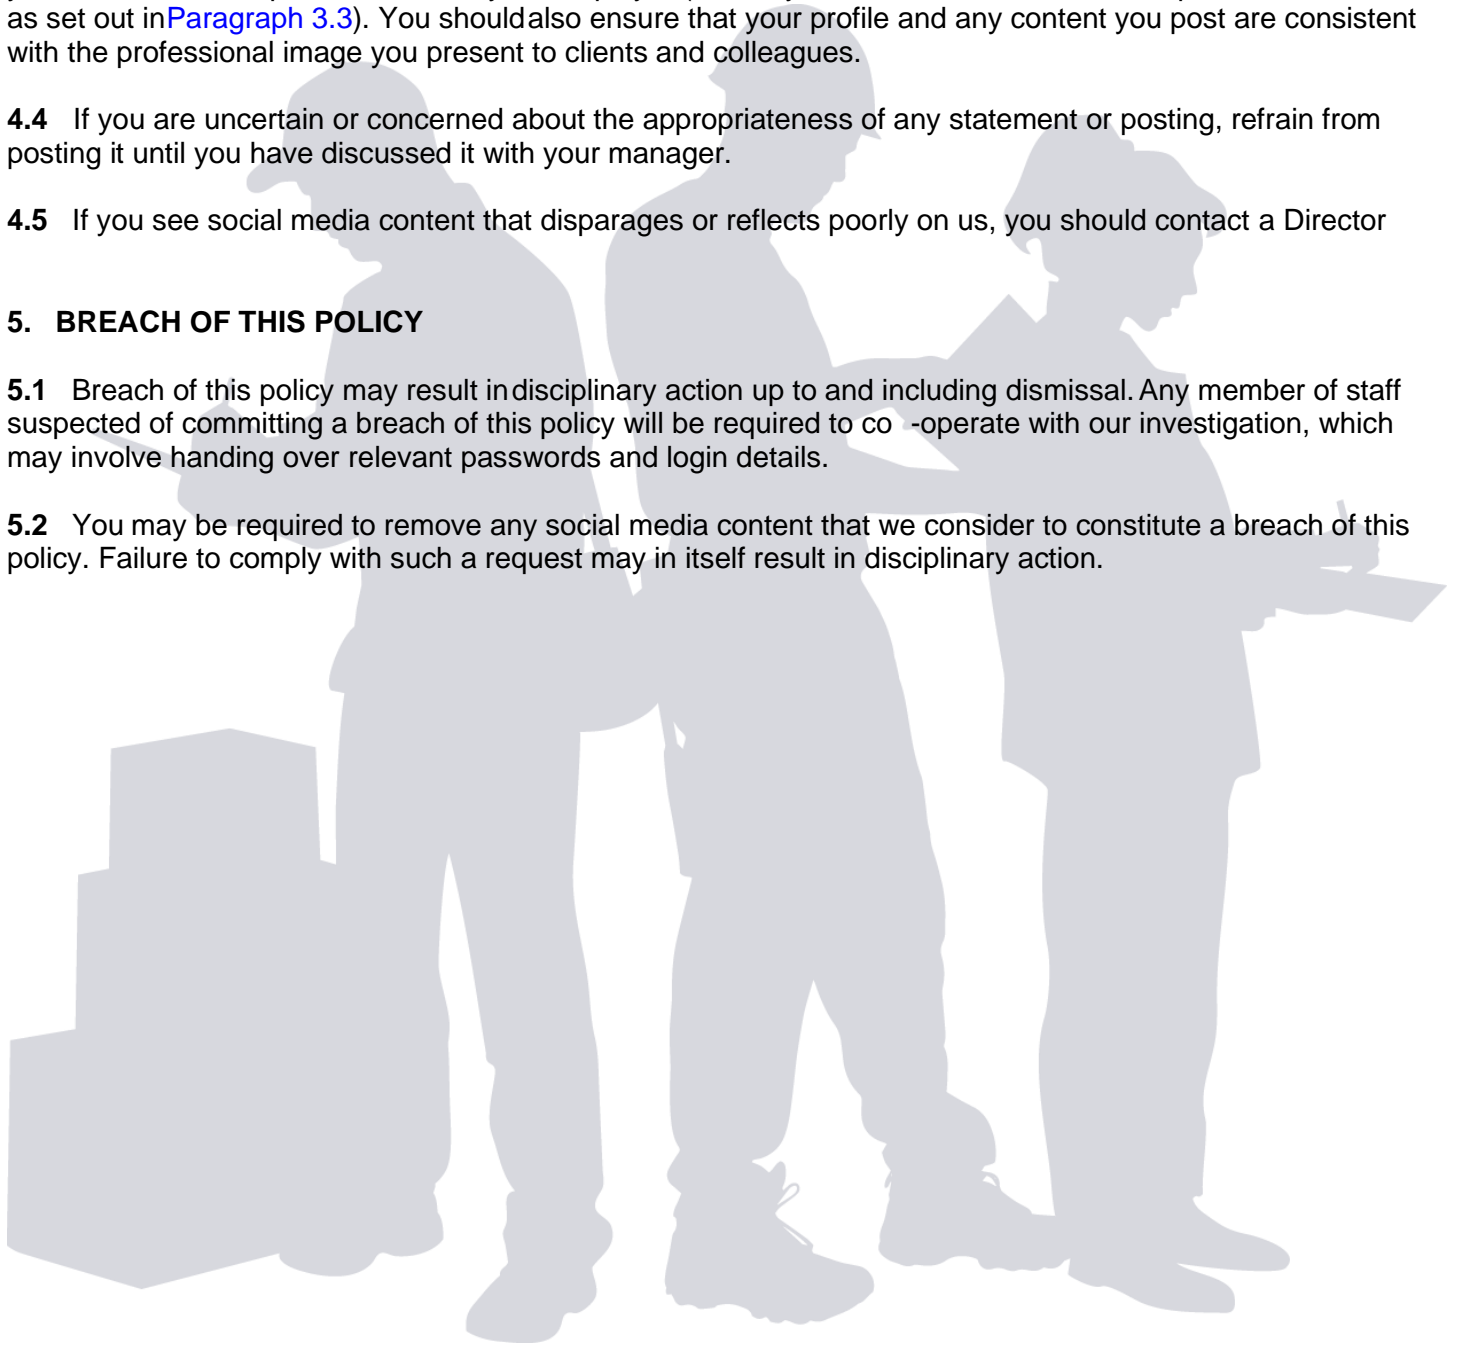 as set out in Paragraph 3.3). You should also ensure that your profile and any content you post are consistent
with the professional image you present to clients and colleagues.
4.4 If you are uncertain or concerned about the appropriateness of any statement or posting, refrain from
posting it until you have discussed it with your manager.
4.5 If you see social media content that disparages or reflects poorly on us, you should contact a Director
5. BREACH OF THIS POLICY
5.1 Breach of this policy may result in disciplinary action up to and including dismissal. Any member of staff
suspected of committing a breach of this policy will be required to co -operate with our investigation, which
may involve handing over relevant passwords and login details.
5.2 You may be required to remove any social media content that we consider to constitute a breach of this
policy. Failure to comply with such a request may in itself result in disciplinary action.